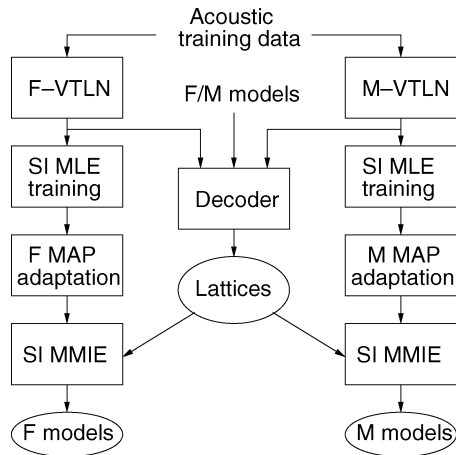 Acoustic
training data
F–VTLN
F/M models
M–VTLN
SI MLE
training
Decoder
SI MLE
training
F MAP
adaptation
Lattices
M MAP
adaptation
SI MMIE
SI MMIE
F models
M models